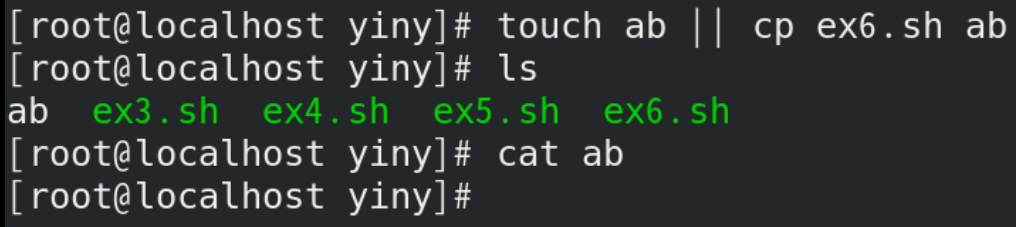 [root@localhost yiny]# touch ab || cp ex6.sh ab
[root@localhost yiny]# ls
ab  ex3.sh  ex4.sh  ex5.sh  ex6.sh
[root@localhost yiny]# cat ab
[root@localhost yiny]#